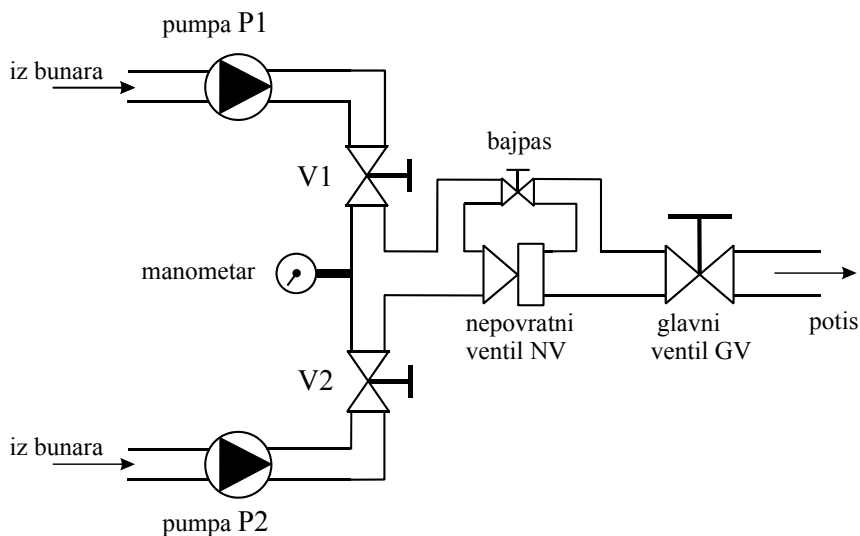 pumpa P1
iz bunara
bajpas
V1
manometar
nepovratni
ventil NV
glavni
ventil GV
potis
V2
iz bunara
pumpa P2